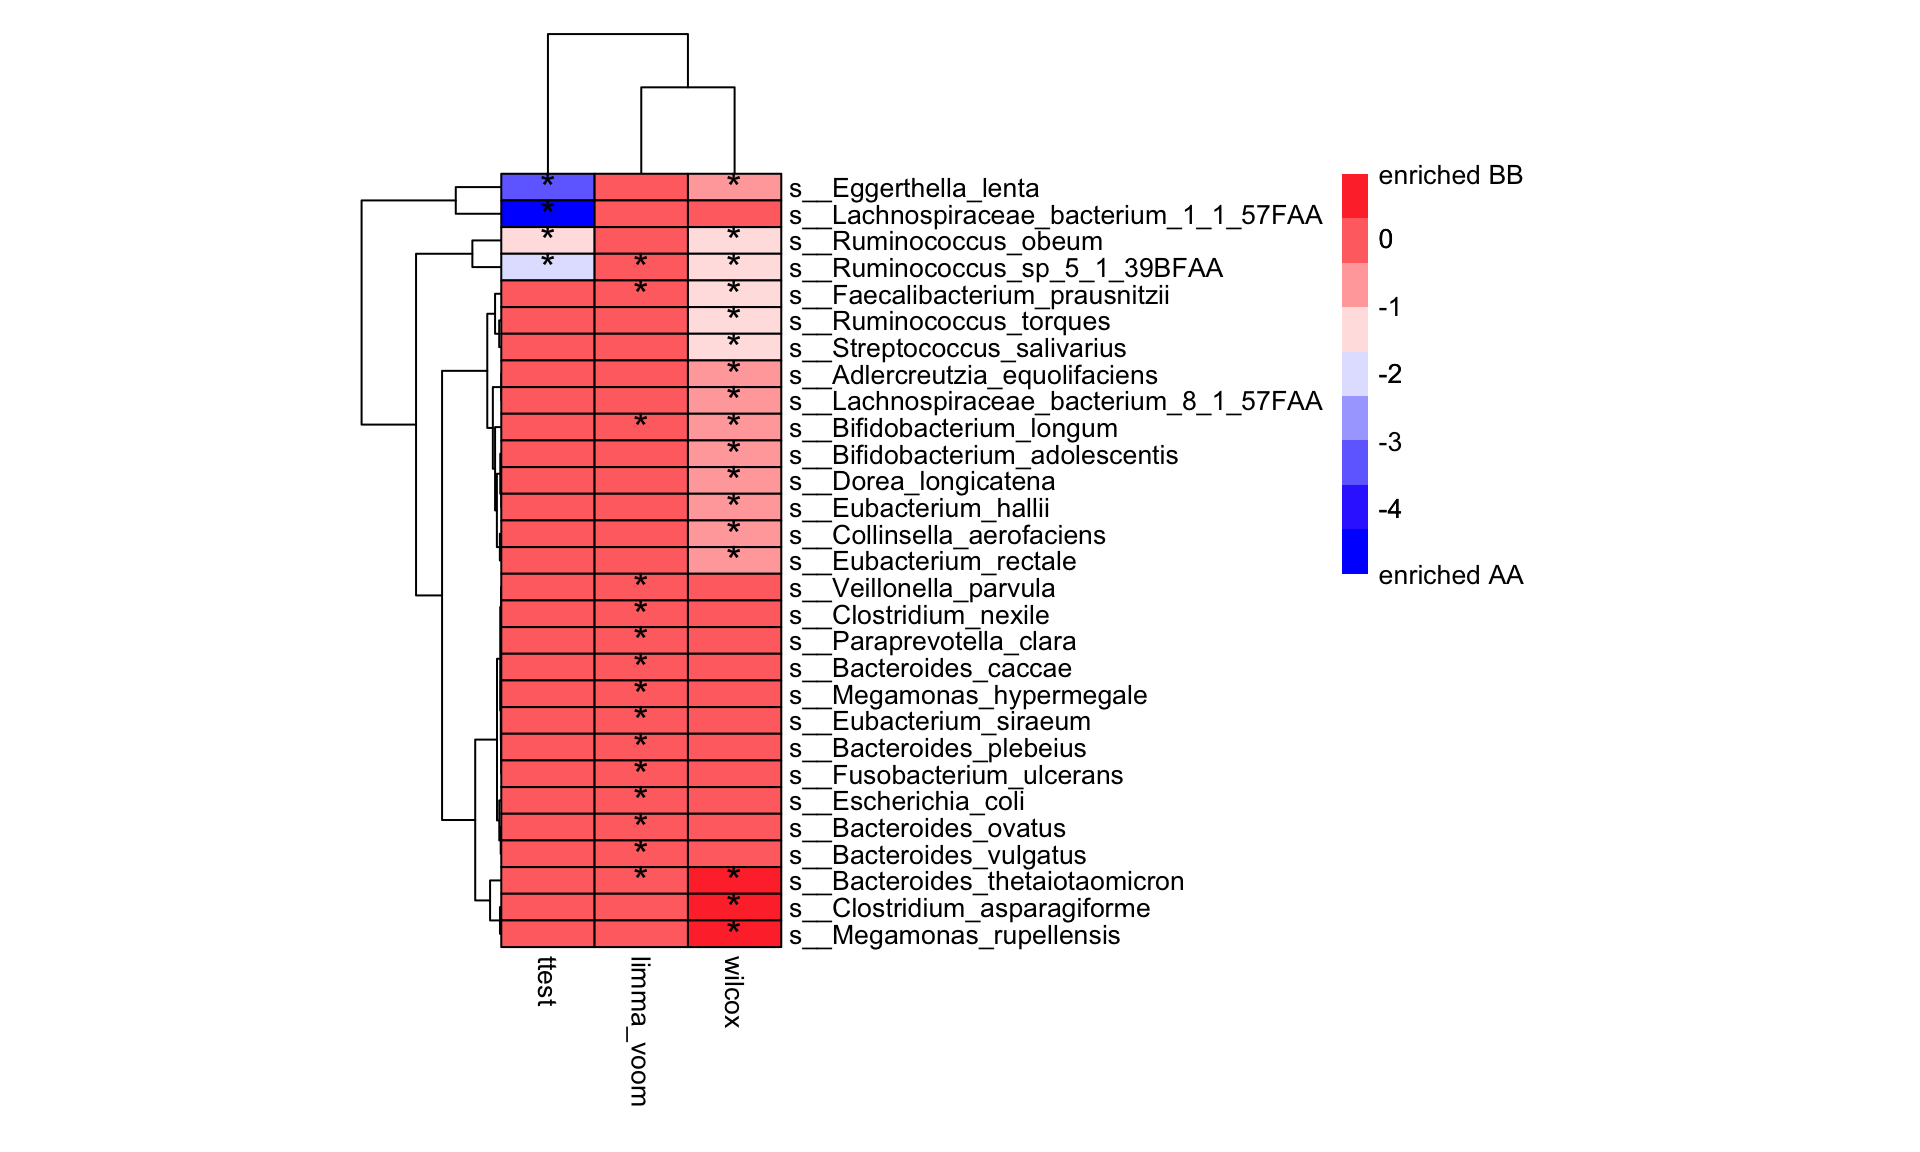 enriched BB
0
-1
-2
-3
-4
enriched AA
* * s__Eggerthella_lenta
* s__Lachnospiraceae_bacterium_1_1_57FAA
* * s__Ruminococcus_obeum
* * * s__Ruminococcus_sp_5_1_39BFAA
* * s__Faecalibacterium_prausnitzii
* s__Ruminococcus_torques
* s__Streptococcus_salivarius
* s__Adlercreutzia_equolifaciens
* s__Lachnospiraceae_bacterium_8_1_57FAA
* * s__Bifidobacterium_longum
* s__Bifidobacterium_adolescentis
* s__Dorea_longicatena
* s__Eubacterium_hallii
* s__Collinsella_aerofaciens
* s__Eubacterium_rectale
* s__Veillonella_parvula
* s__Clostridium_nexile
* s__Paraprevotella_clara
* s__Bacteroides_caccae
* s__Megamonas_hypermegale
* s__Eubacterium_siraeum
* s__Bacteroides_plebeius
* s__Fusobacterium_ulcerans
* s__Escherichia_coli
* s__Bacteroides_ovatus
* s__Bacteroides_vulgatus
* * s__Bacteroides_thetaiotaomicron
* s__Clostridium_asparagiforme
* s__Megamonas_rupellensis
ttest
limma_voom
wilcox